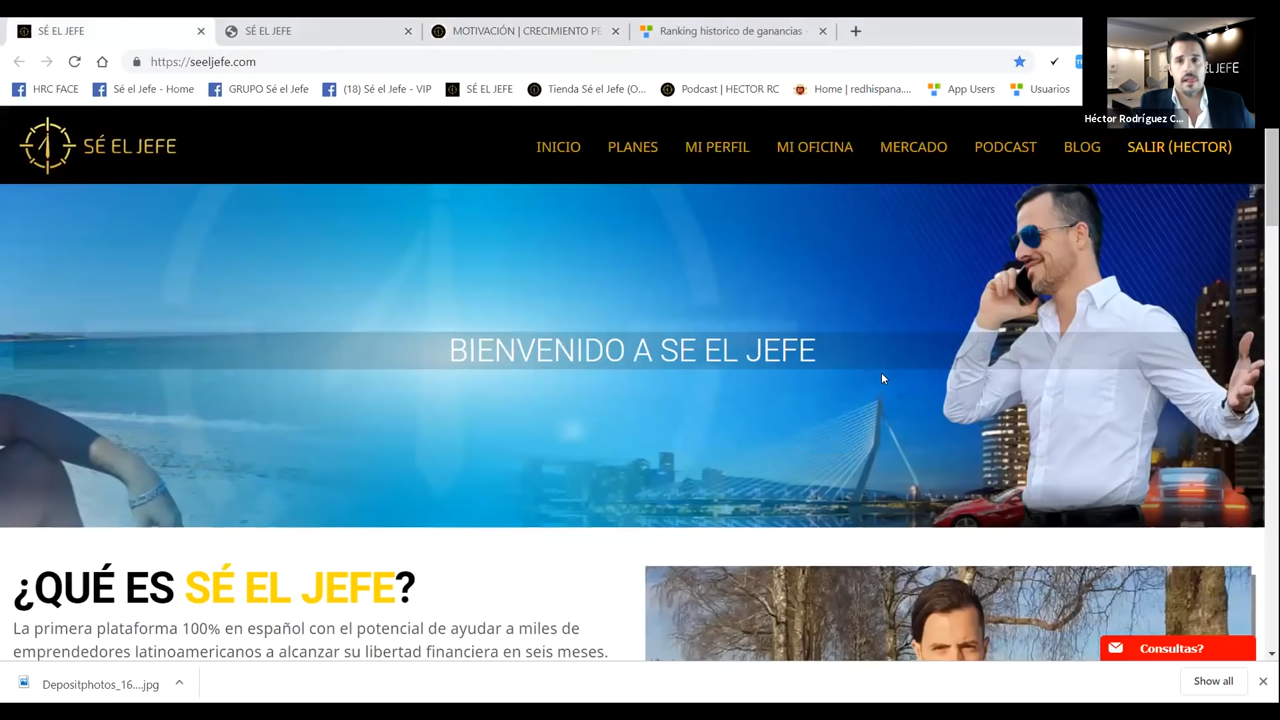 SÉ EL JEFE
SÉ EL JEFE
MOTIVACIÓN | CRECIMIENTO PE
Ranking historico de ganancias -
https://seeljefe.com
HRC FACE
Sé el Jefe - Home
GRUPO Sé el Jefe
(18) Sé el Jefe - VIP
SÉ EL JEFE
Tienda Sé el Jefe (O...
Podcast | HECTOR RC
Home | redhispana....
App Users
Usuarios
EL JEFE
Héctor Rodríguez C...
SÉ EL JEFE
INICIO
PLANES
MI PERFIL
MI OFICINA
MERCADO
PODCAST
BLOG
SALIR (HECTOR)
BIENVENIDO A SE EL JEFE
¿QUÉ ES SÉ EL JEFE?
La primera plataforma 100% en español con el potencial de ayudar a miles de
emprendedores latinoamericanos a alcanzar su libertad financiera en seis meses.
Consultas?
Depositphotos_16....jpg
Show all